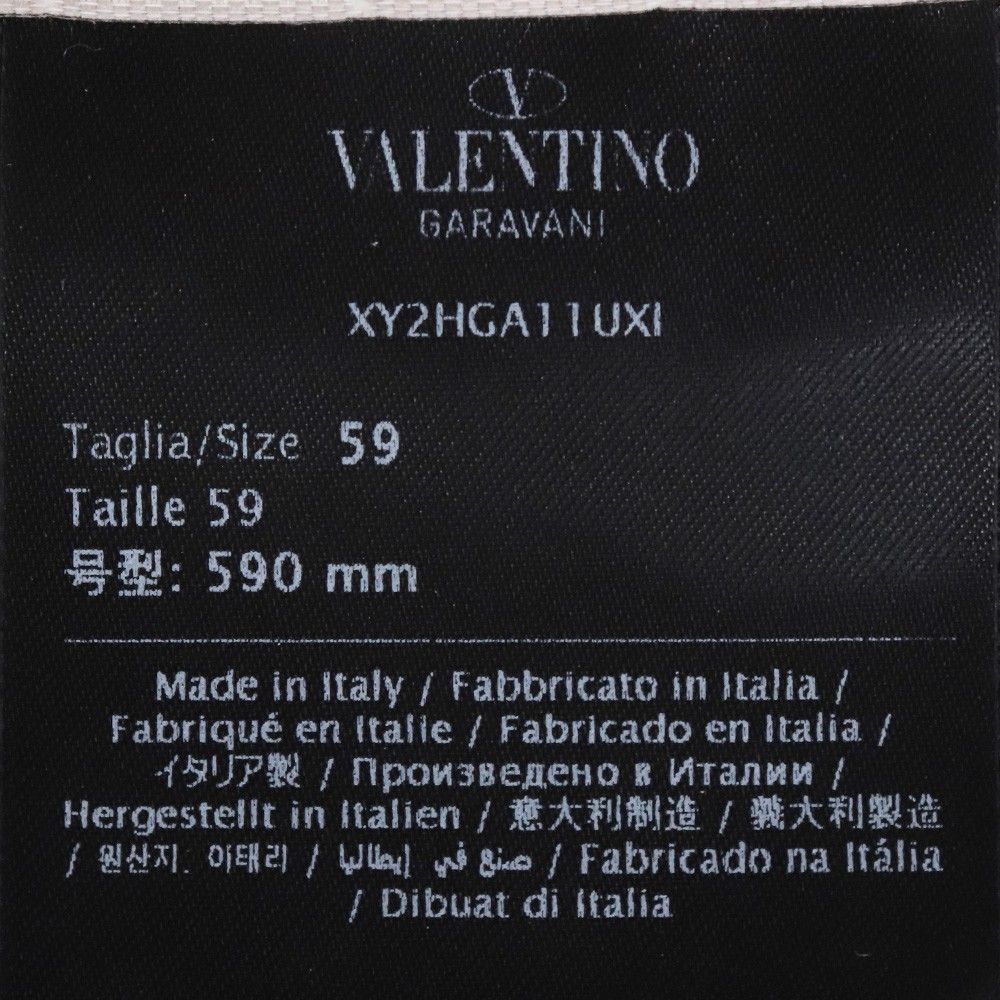 V
VALENTINO
GARAVANI
XY2HGA11UXI
Taglia/Size 59
Taille 59
号型: 590 mm
Made in Italy / Fabbricato in Italia /
Fabriqué en Italie / Fabricado en Italia /
イタリア製 / Произведено в Италии /
Hergestellt in Italien / 意大利制造 / 義大利製造
/ 원산지: 이태리 / صنع في إيطاليا / Fabricado na Itália
/ Dibuat di Italia